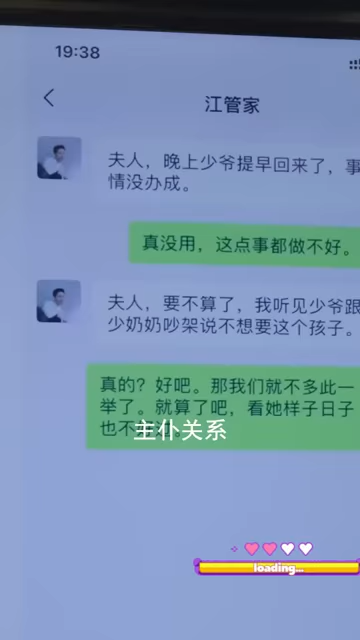 19:38
江管家
夫人，晚上少爷提早回来了，事
情没办成。
真没用，这点事都做不好。
夫人，要不算了，我听见少爷跟
少奶奶吵架说不想要这个孩子。
真的？好吧。那我们就不多此一
举了。就算了吧，看她样子日子
也不
主仆关系
loading...